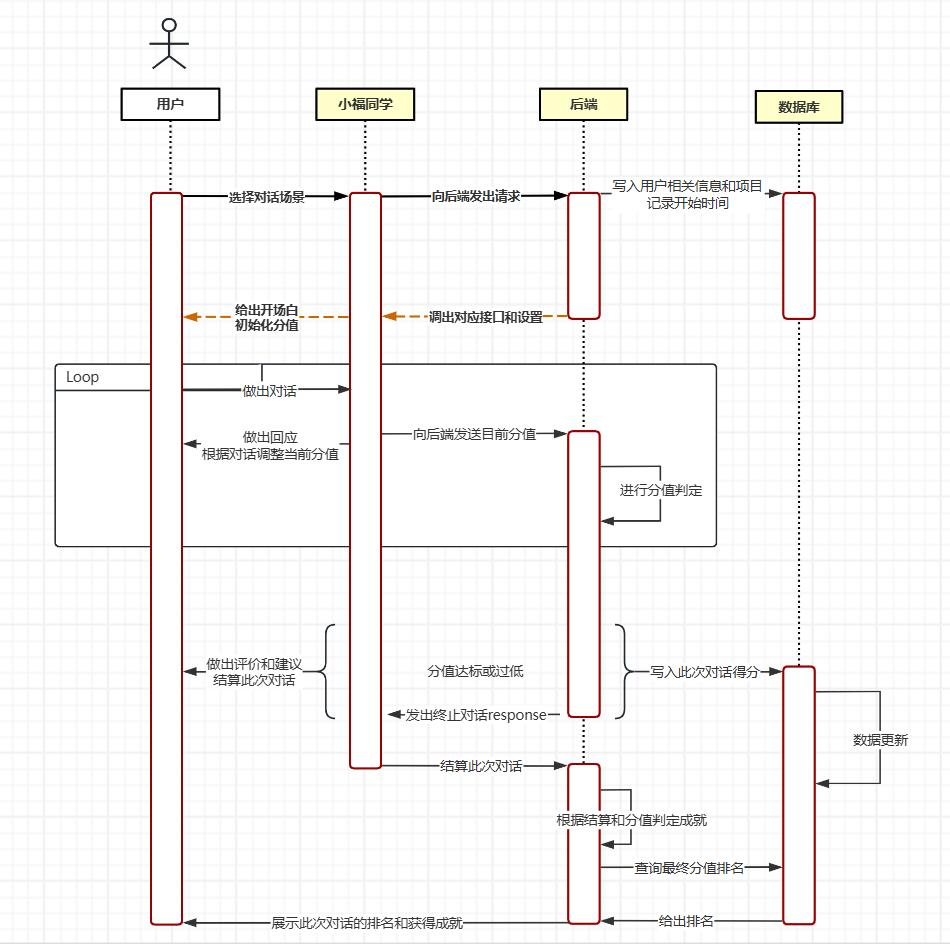 用户
小福同学
后端
数据库
选择对话场景
向后端发出请求
写入用户相关信息和项目
记录开始时间
给出开场白
初始化分值
调出对应接口和设置
Loop
做出对话
做出回应
根据对话调整当前分值
向后端发送目前分值
进行分值判定
做出评价和建议
结算此次对话
分值达标或过低
写入此次对话得分
发出终止对话response
数据更新
结算此次对话
根据结算和分值判定成就
查询最终分值排名
展示此次对话的排名和获得成就
给出排名